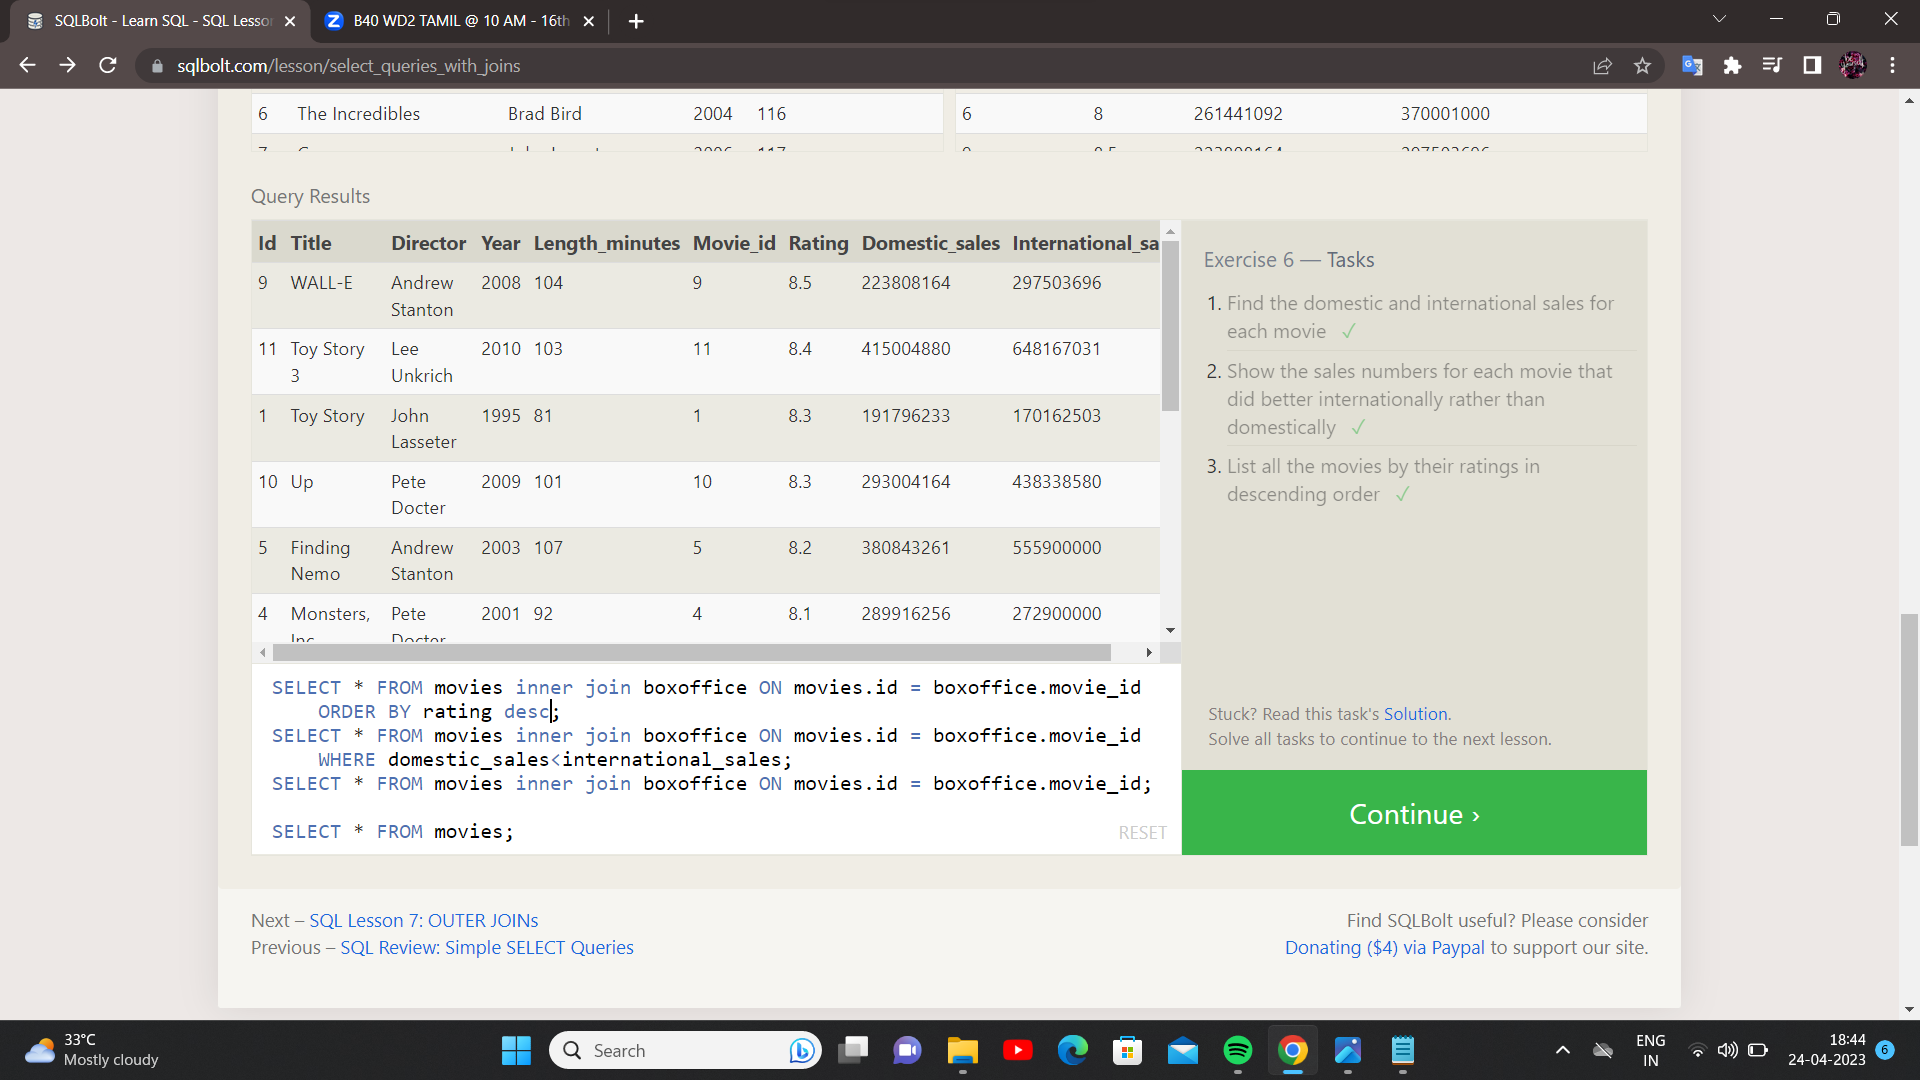 SQLBolt - Learn SQL - SQL Lesson
B40 WD2 TAMIL @ 10 AM - 16th
sqlbolt.com/lesson/select_queries_with_joins
6 The Incredibles Brad Bird 2004 116 6 8 261441092 370001000
Query Results
Id Title Director Year Length_minutes Movie_id Rating Domestic_sales International_sa
9 WALL-E Andrew Stanton 2008 104 9 8.5 223808164 297503696
11 Toy Story 3 Lee Unkrich 2010 103 11 8.4 415004880 648167031
1 Toy Story John Lasseter 1995 81 1 8.3 191796233 170162503
10 Up Pete Docter 2009 101 10 8.3 293004164 438338580
5 Finding Nemo Andrew Stanton 2003 107 5 8.2 380843261 555900000
4 Monsters, Inc Pete Docter 2001 92 4 8.1 289916256 272900000
Exercise 6 — Tasks
1. Find the domestic and international sales for
each movie ✓
2. Show the sales numbers for each movie that
did better internationally rather than
domestically ✓
3. List all the movies by their ratings in
descending order ✓
SELECT * FROM movies inner join boxoffice ON movies.id = boxoffice.movie_id
ORDER BY rating desc;
SELECT * FROM movies inner join boxoffice ON movies.id = boxoffice.movie_id
WHERE domestic_sales<international_sales;
SELECT * FROM movies inner join boxoffice ON movies.id = boxoffice.movie_id;
SELECT * FROM movies;
RESET
Stuck? Read this task's Solution.
Solve all tasks to continue to the next lesson.
Continue ›
Next – SQL Lesson 7: OUTER JOINs
Previous – SQL Review: Simple SELECT Queries
Find SQLBolt useful? Please consider
Donating ($4) via Paypal to support our site.
33°C
Mostly cloudy
Search
ENG
IN
18:44
24-04-2023
6